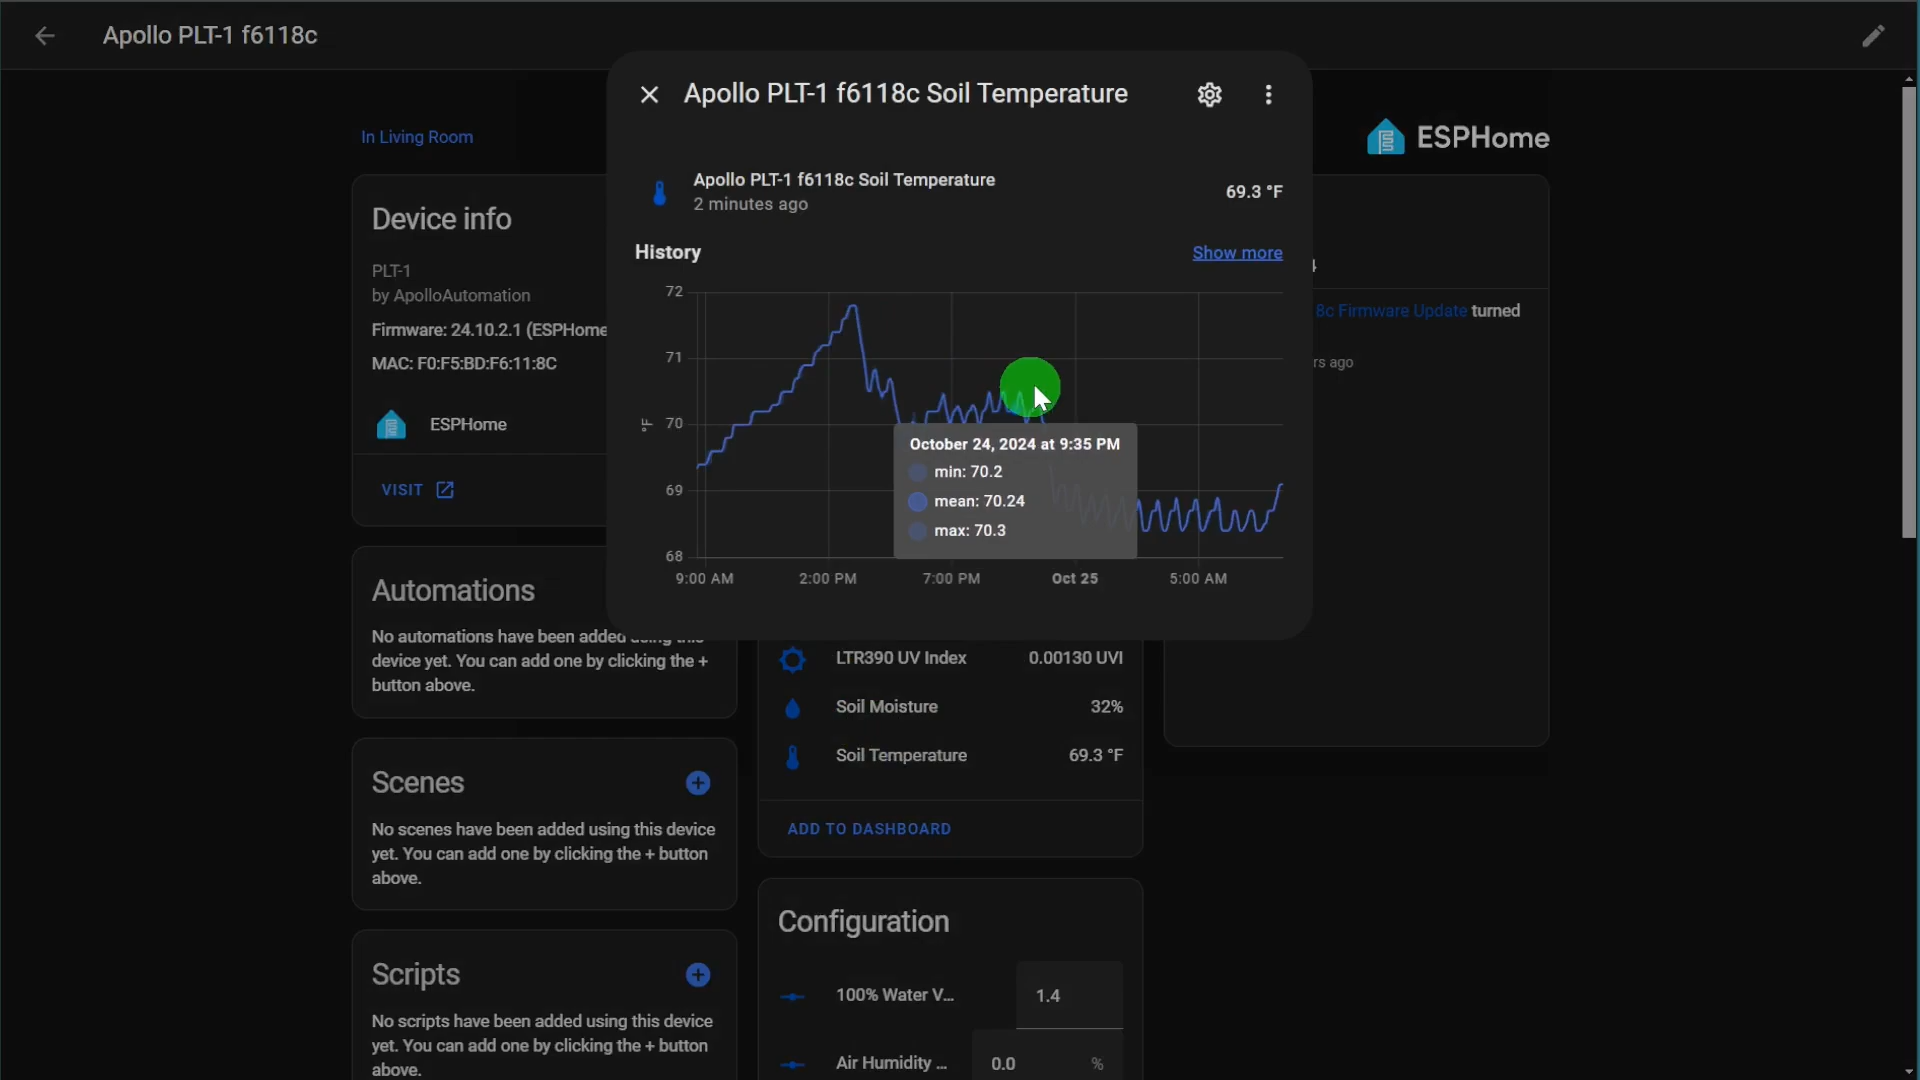 Apollo PLT-1 f6118c
Apollo PLT-1 f6118c Soil Temperature
In Living Room
ESPHome
Apollo PLT-1 f6118c Soil Temperature
2 minutes ago
69.3 °F
History
Show more
Device info
PLT-1
by ApolloAutomation
Firmware: 24.10.2.1 (ESPHome
MAC: F0:F5:BD:F6:11:8C
ESPHome
VISIT
8c Firmware Update turned
rs ago
72
71
70
69
68
°F
October 24, 2024 at 9:35 PM
min: 70.2
mean: 70.24
max: 70.3
9:00 AM
2:00 PM
7:00 PM
Oct 25
5:00 AM
Automations
No automations have been added using this
device yet. You can add one by clicking the +
button above.
Scenes
No scenes have been added using this device
yet. You can add one by clicking the + button
above.
Scripts
No scripts have been added using this device
yet. You can add one by clicking the + button
above.
LTR390 UV Index
0.00130 UVI
Soil Moisture
32%
Soil Temperature
69.3 °F
ADD TO DASHBOARD
Configuration
100% Water V...
1.4
Air Humidity ...
0.0
%